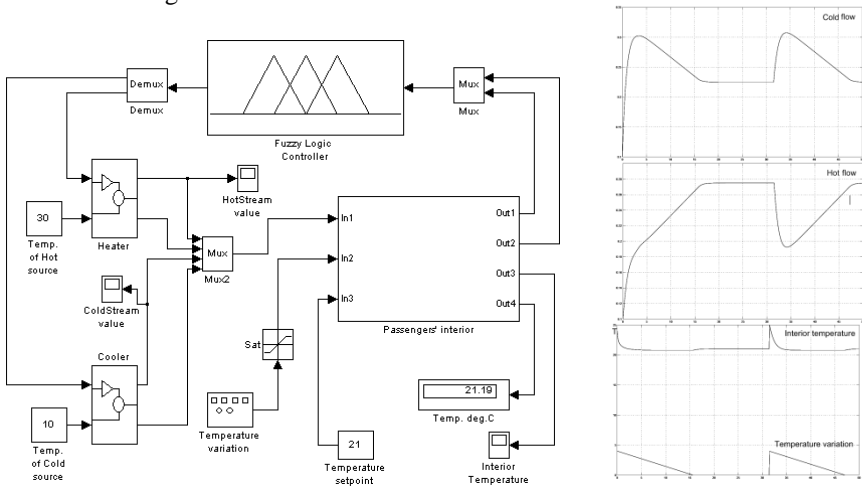 Demux
Demux
Fuzzy Logic
Controller
Mux
Mux
30
Temp.
of Hot
source
Heater
HotStream
value
Mux
Mux2
ColdStream
value
Cooler
10
Temp.
of Cold
source
Sat
Temperature
variation
21
Temperature
setpoint
In1
In2
In3
Out1
Out2
Out3
Out4
Passengers' interior
21.19
Temp. deg.C
Interior
Temperature
Cold flow
Hot flow
Interior temperature
Temperature variation